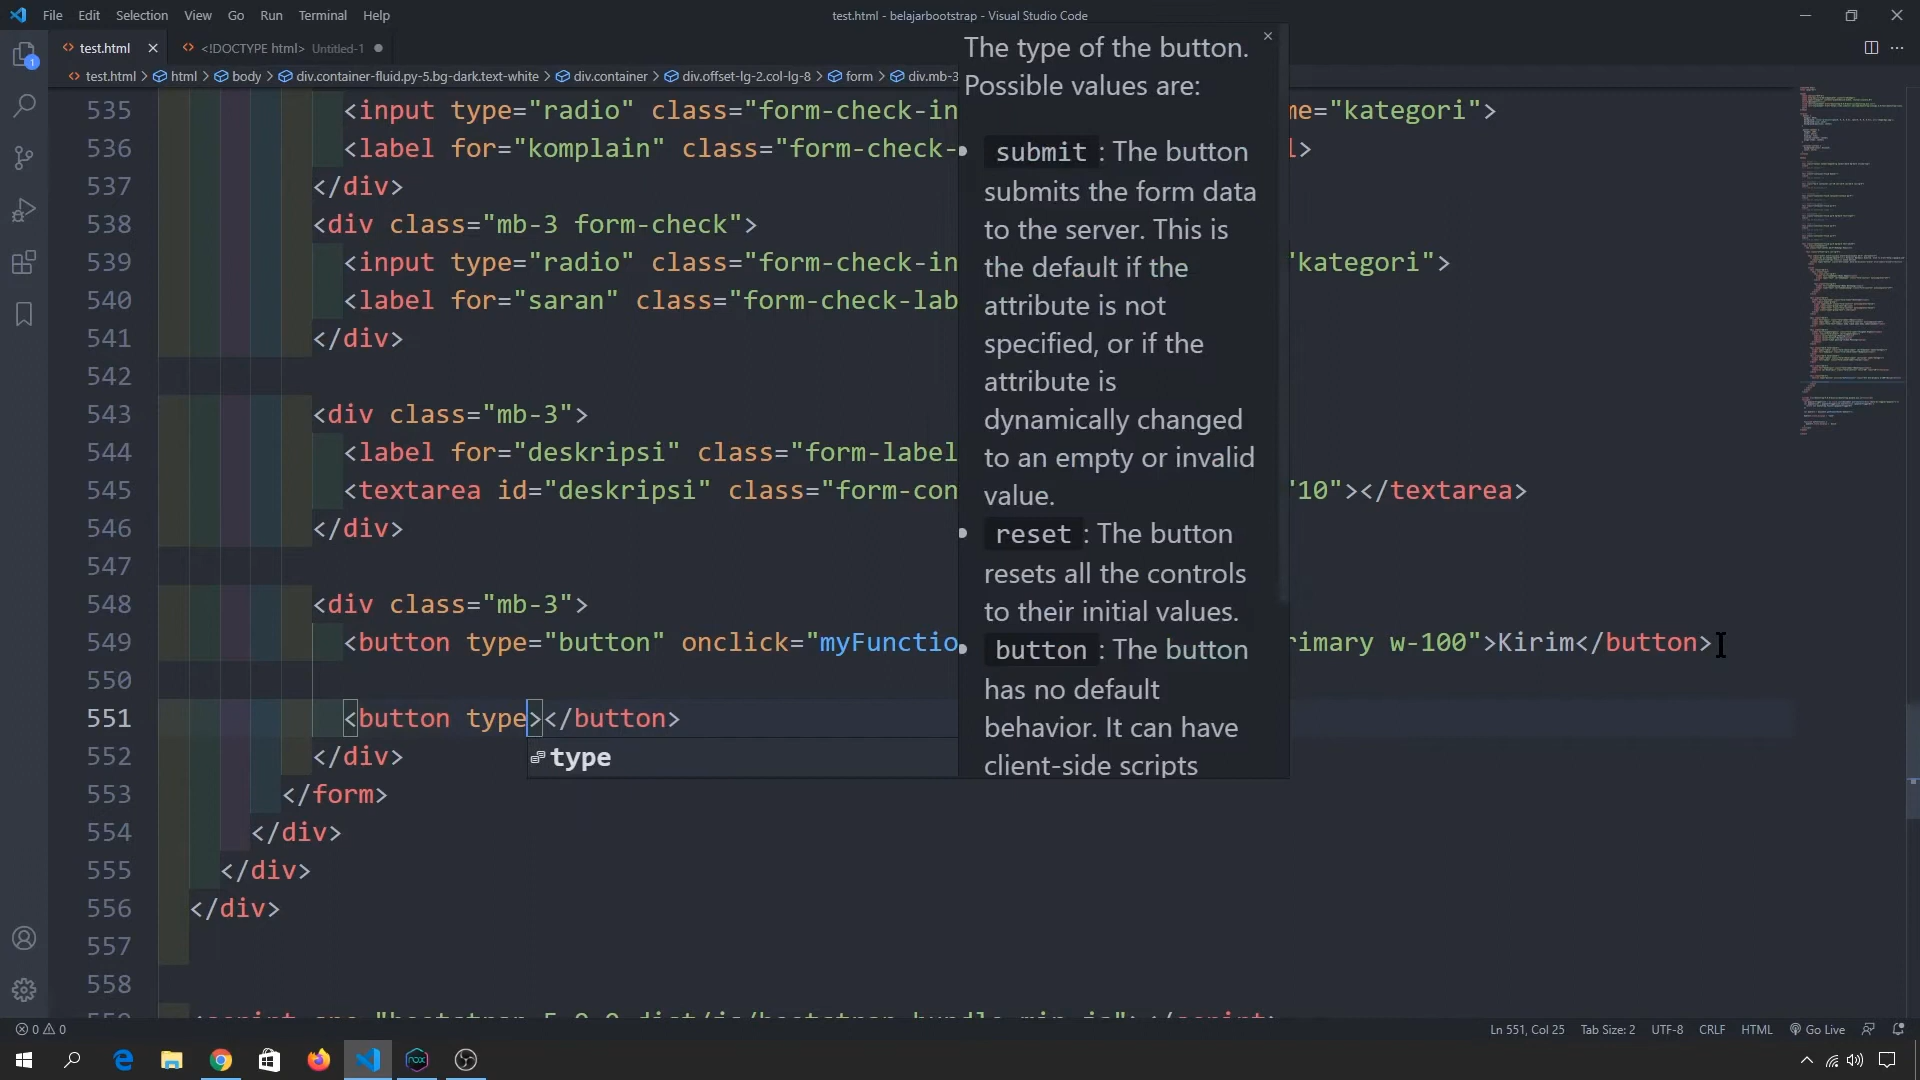 File Edit Selection View Go Run Terminal Help
test.html - belajarbootstrap - Visual Studio Code
test.html
<!DOCTYPE html> Untitled-1
test.html html body div.container-fluid.py-5.bg-dark.text-white div.container div.offset-lg-2.col-lg-8 form div.mb-3
535 <input type="radio" class="form-check-in me="kategori">
536 <label for="komplain" class="form-check- l>
537 </div>
538 <div class="mb-3 form-check">
539 <input type="radio" class="form-check-in "kategori">
540 <label for="saran" class="form-check-lab
541 </div>
542
543 <div class="mb-3">
544 <label for="deskripsi" class="form-label
545 <textarea id="deskripsi" class="form-con "10"></textarea>
546 </div>
547
548 <div class="mb-3">
549 <button type="button" onclick="myFunctio rimary w-100">Kirim</button>
550
551 <button type></button>
552 </div>
553 </form>
554 </div>
555 </div>
556 </div>
557
558
type
The type of the button.
Possible values are:
submit : The button
submits the form data
to the server. This is
the default if the
attribute is not
specified, or if the
attribute is
dynamically changed
to an empty or invalid
value.
reset : The button
resets all the controls
to their initial values.
button : The button
has no default
behavior. It can have
client-side scripts
1
0 0
Ln 551, Col 25 Tab Size: 2 UTF-8 CRLF HTML Go Live